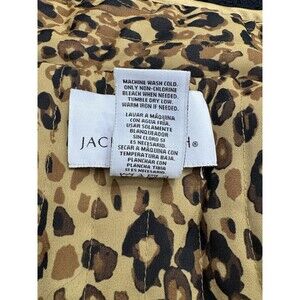 MACHINE WASH COLD.
ONLY NON-CHLORINE
BLEACH WHEN NEEDED.
TUMBLE DRY LOW.
WARM IRON IF NEEDED.
LAVAR A MÁQUINA
CON AGUA FRÍA
USAR SOLAMENTE
BLANQUEADOR
SIN CLORO SI
ES NECESARIO.
SECAR A MÁQUINA CON
TEMPERATURA BAJA.
PLANCHAR CON
PLANCHA TIBIA
SI ES NECESARIO.
JAC H®